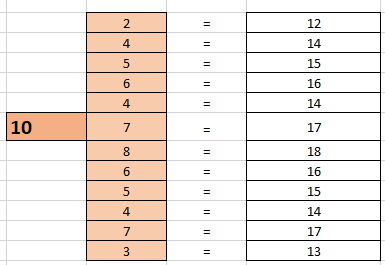 2 = 12
4 = 14
5 = 15
6 = 16
4 = 14
10 7 = 17
8 = 18
6 = 16
5 = 15
4 = 14
7 = 17
3 = 13